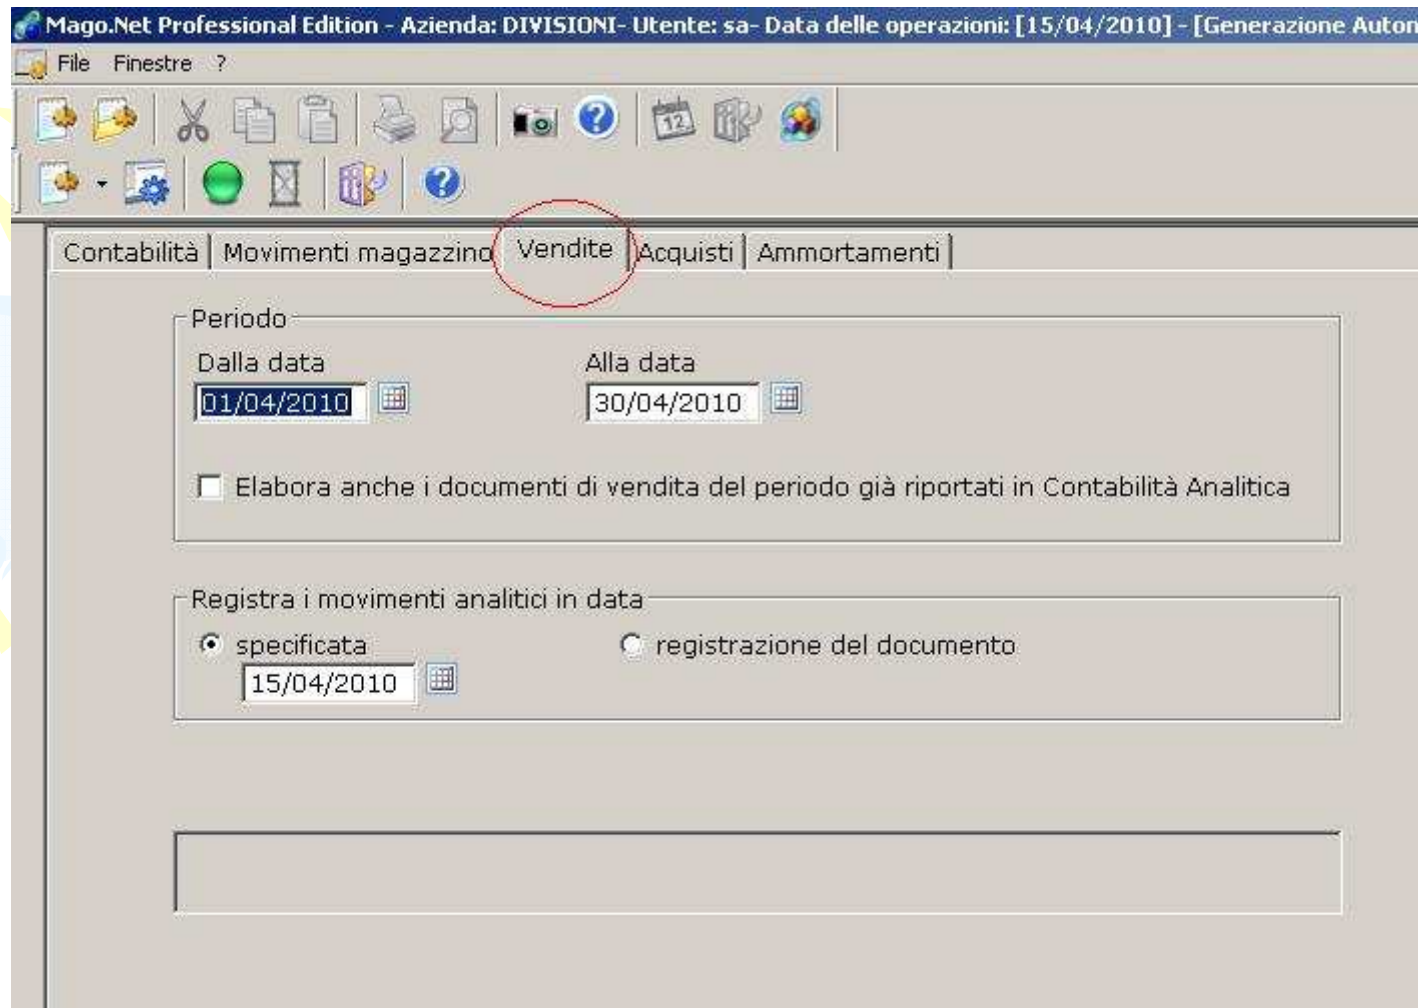 Mago.Net Professional Edition - Azienda: DIVISIONI- Utente: sa- Data delle operazioni: [15/04/2010] - [Generazione Autom
File Finestre ?
12
Contabilità Movimenti magazzino Vendite Acquisti Ammortamenti
Periodo
Dalla data Alla data
01/04/2010 30/04/2010
Elabora anche i documenti di vendita del periodo già riportati in Contabilità Analitica
Registra i movimenti analitici in data
specificata registrazione del documento
15/04/2010